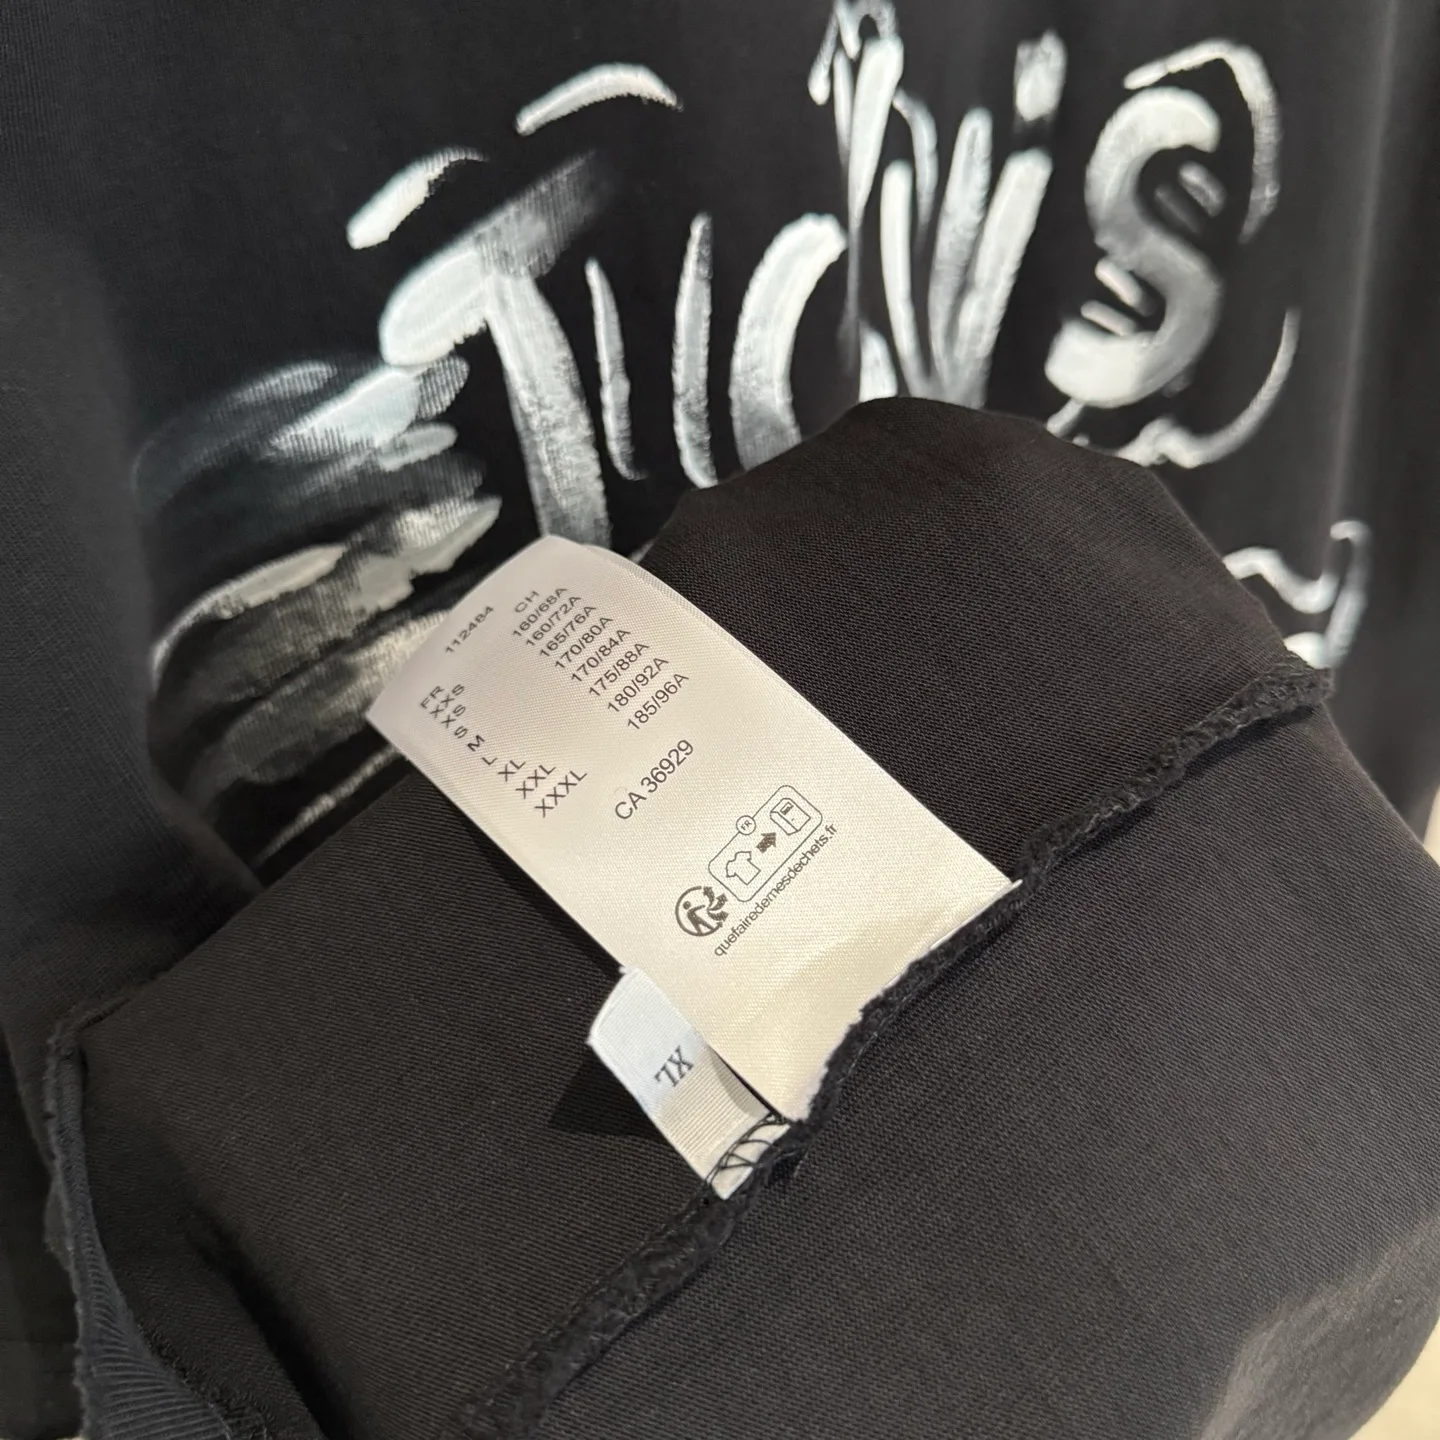 112484
FR CH
XXS 160/68A
XS 160/72A
S 165/76A
M 170/80A
L 170/84A
XL 175/88A
XXL 180/92A
XXXL 185/96A
CA 36929
FR
quefairedemesdechets.fr
XL